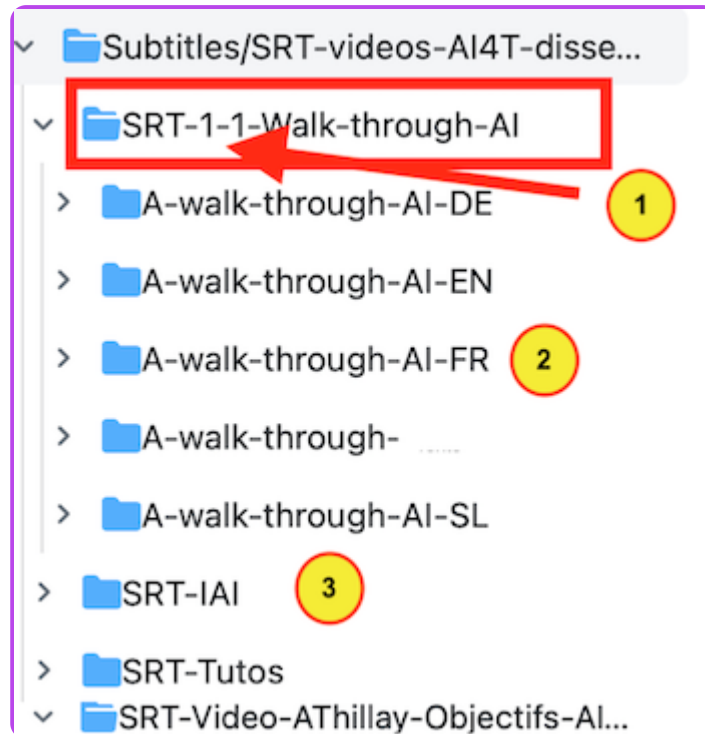 Subtitles/SRT-videos-AI4T-disse...
SRT-1-1-Walk-through-AI
A-walk-through-AI-DE
1
A-walk-through-AI-EN
A-walk-through-AI-FR
2
A-walk-through-
A-walk-through-AI-SL
SRT-IAI
3
SRT-Tutos
SRT-Video-AThillay-Objectifs-AI...